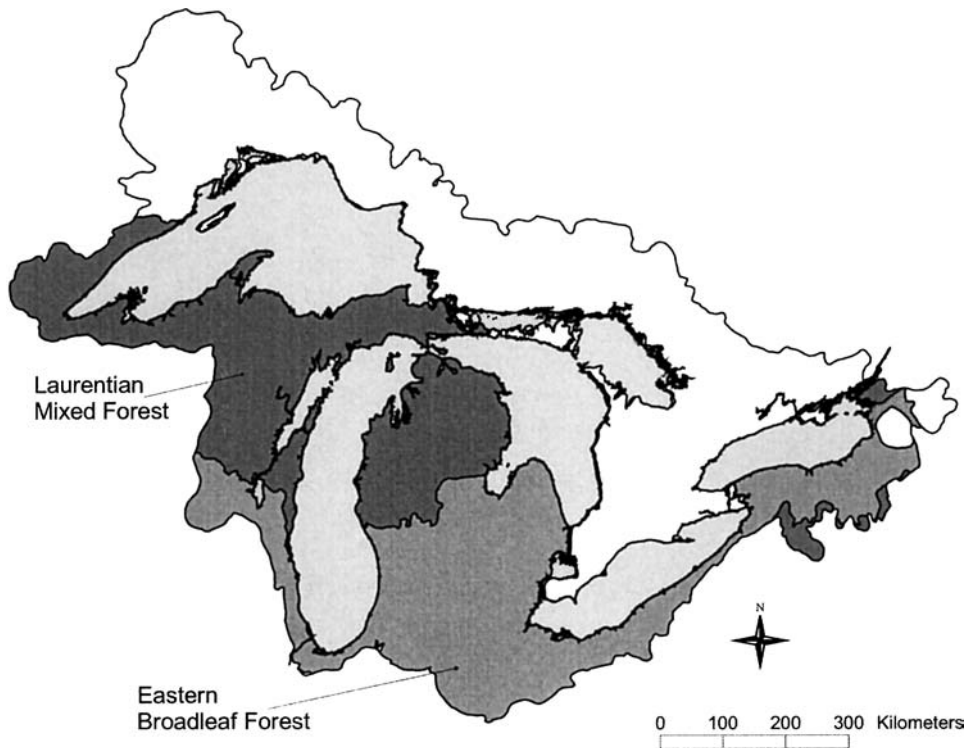 Laurentian
Mixed Forest
N
Eastern
Broadleaf Forest
0 100 200 300 Kilometers